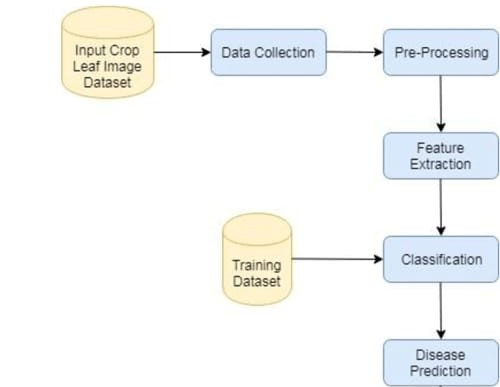 Input Crop
Leaf Image
Dataset
Data Collection
Pre-Processing
Feature
Extraction
Training
Dataset
Classification
Disease
Prediction